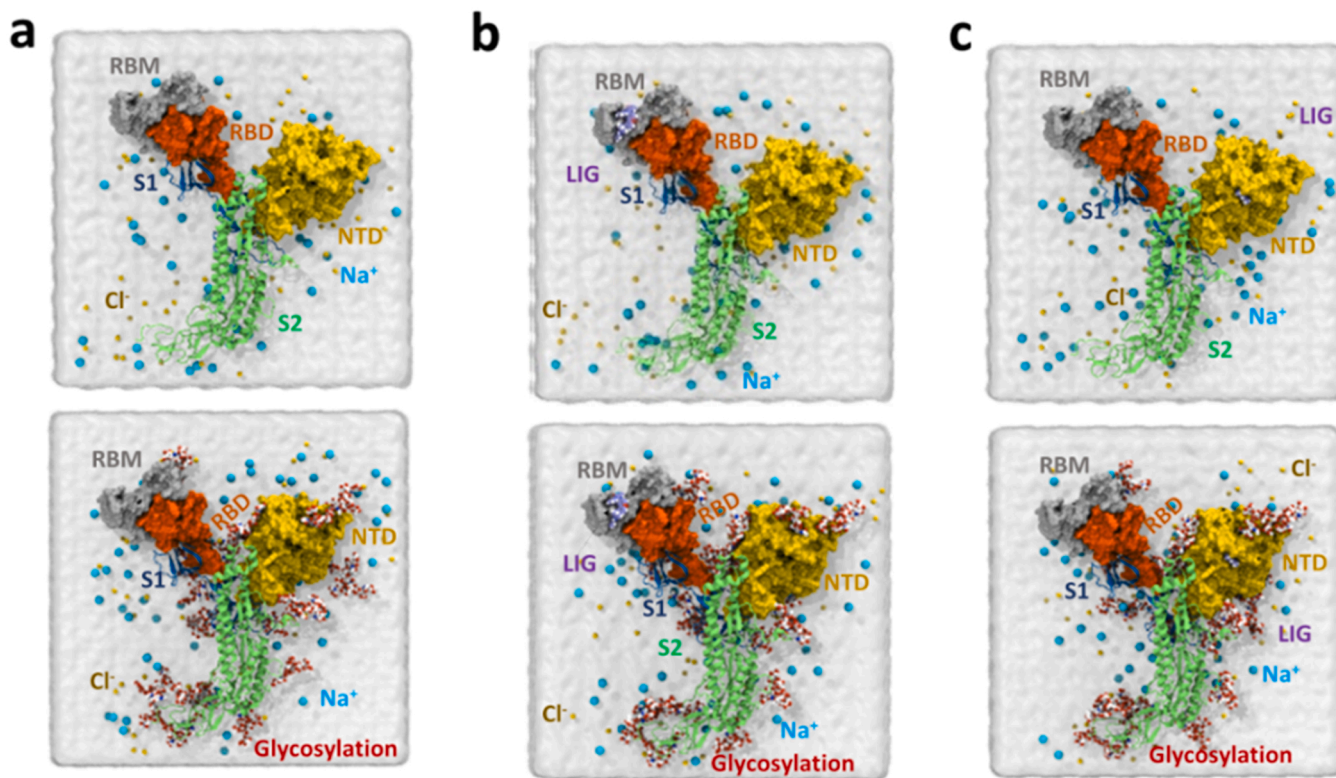 a
RBM
RBD
S1
NTD
Na⁺
Cl⁻
S2
RBM
RBD
S1
NTD
Cl⁻
Na⁺
Glycosylation
b
RBM
RBD
LIG
S1
NTD
Cl⁻
S2
Na⁺
RBM
RBD
LIG
S1
NTD
S2
Cl⁻
Na⁺
Glycosylation
c
RBM
LIG
RBD
S1
NTD
Cl
Na⁺
S2
RBM
Cl⁻
RBD
NTD
S1
LIG
Na⁺
Glycosylation